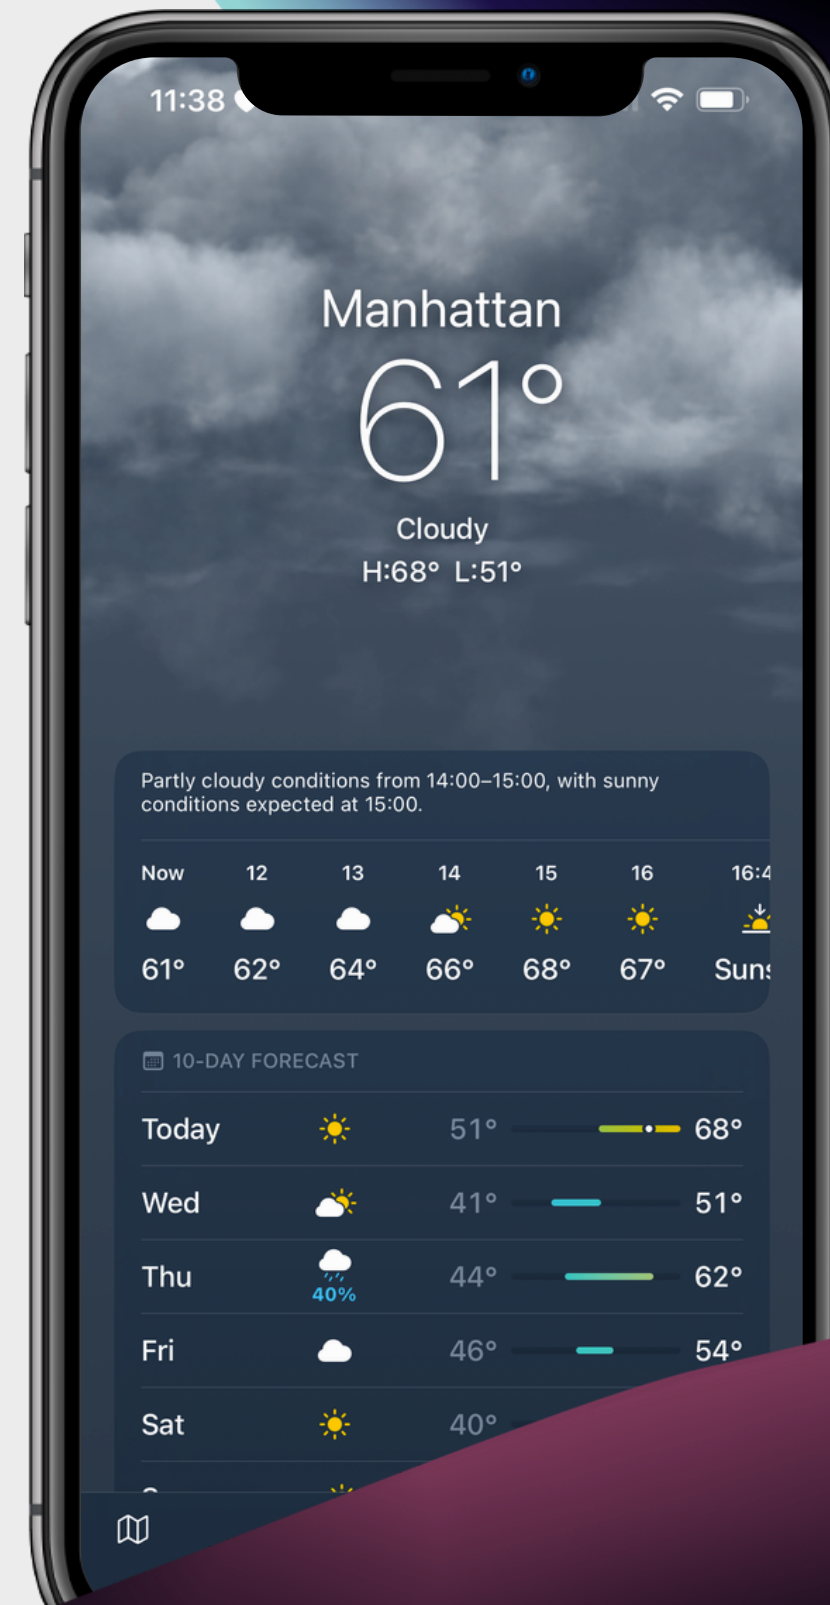 11:38
Manhattan
61°
Cloudy
H:68° L:51°
Partly cloudy conditions from 14:00–15:00, with sunny
conditions expected at 15:00.
Now 12 13 14 15 16 16:4
61° 62° 64° 66° 68° 67°
10-DAY FORECAST
Today 51° 68°
Wed 41° 51°
Thu 40% 44° 62°
Fri 46° 54°
Sat 40°